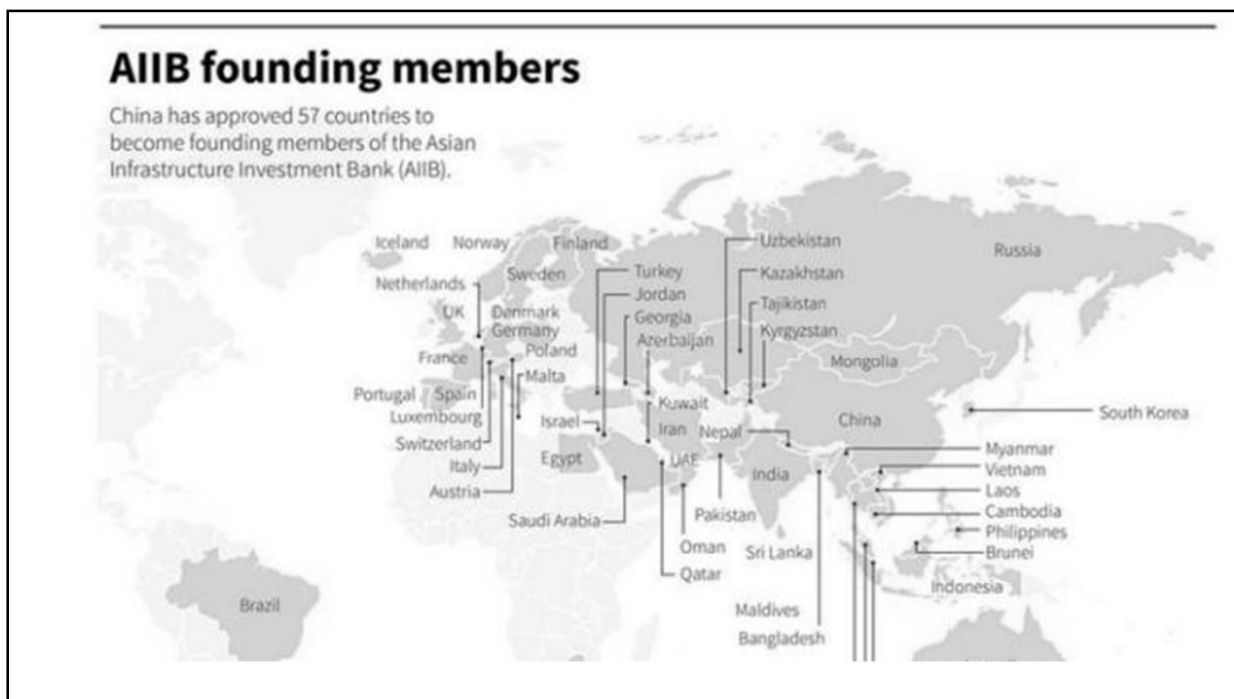 AIIB founding members
China has approved 57 countries to
become founding members of the Asian
Infrastructure Investment Bank (AIIB).
Iceland
Norway
Finland
Uzbekistan
Russia
Netherlands
Sweden
Turkey
Kazakhstan
Jordan
Tajikistan
UK
Denmark
Georgia
Germany
Azerbaijan
Kyrgyzstan
France
Poland
Mongolia
Malta
Portugal
Spain
Kuwait
Luxembourg
Israel
Iran
Nepal
China
South Korea
Switzerland
Egypt
UAE
India
Myanmar
Italy
Vietnam
Austria
Laos
Saudi Arabia
Pakistan
Cambodia
Philippines
Oman
Sri Lanka
Brunei
Qatar
Indonesia
Brazil
Maldives
Bangladesh